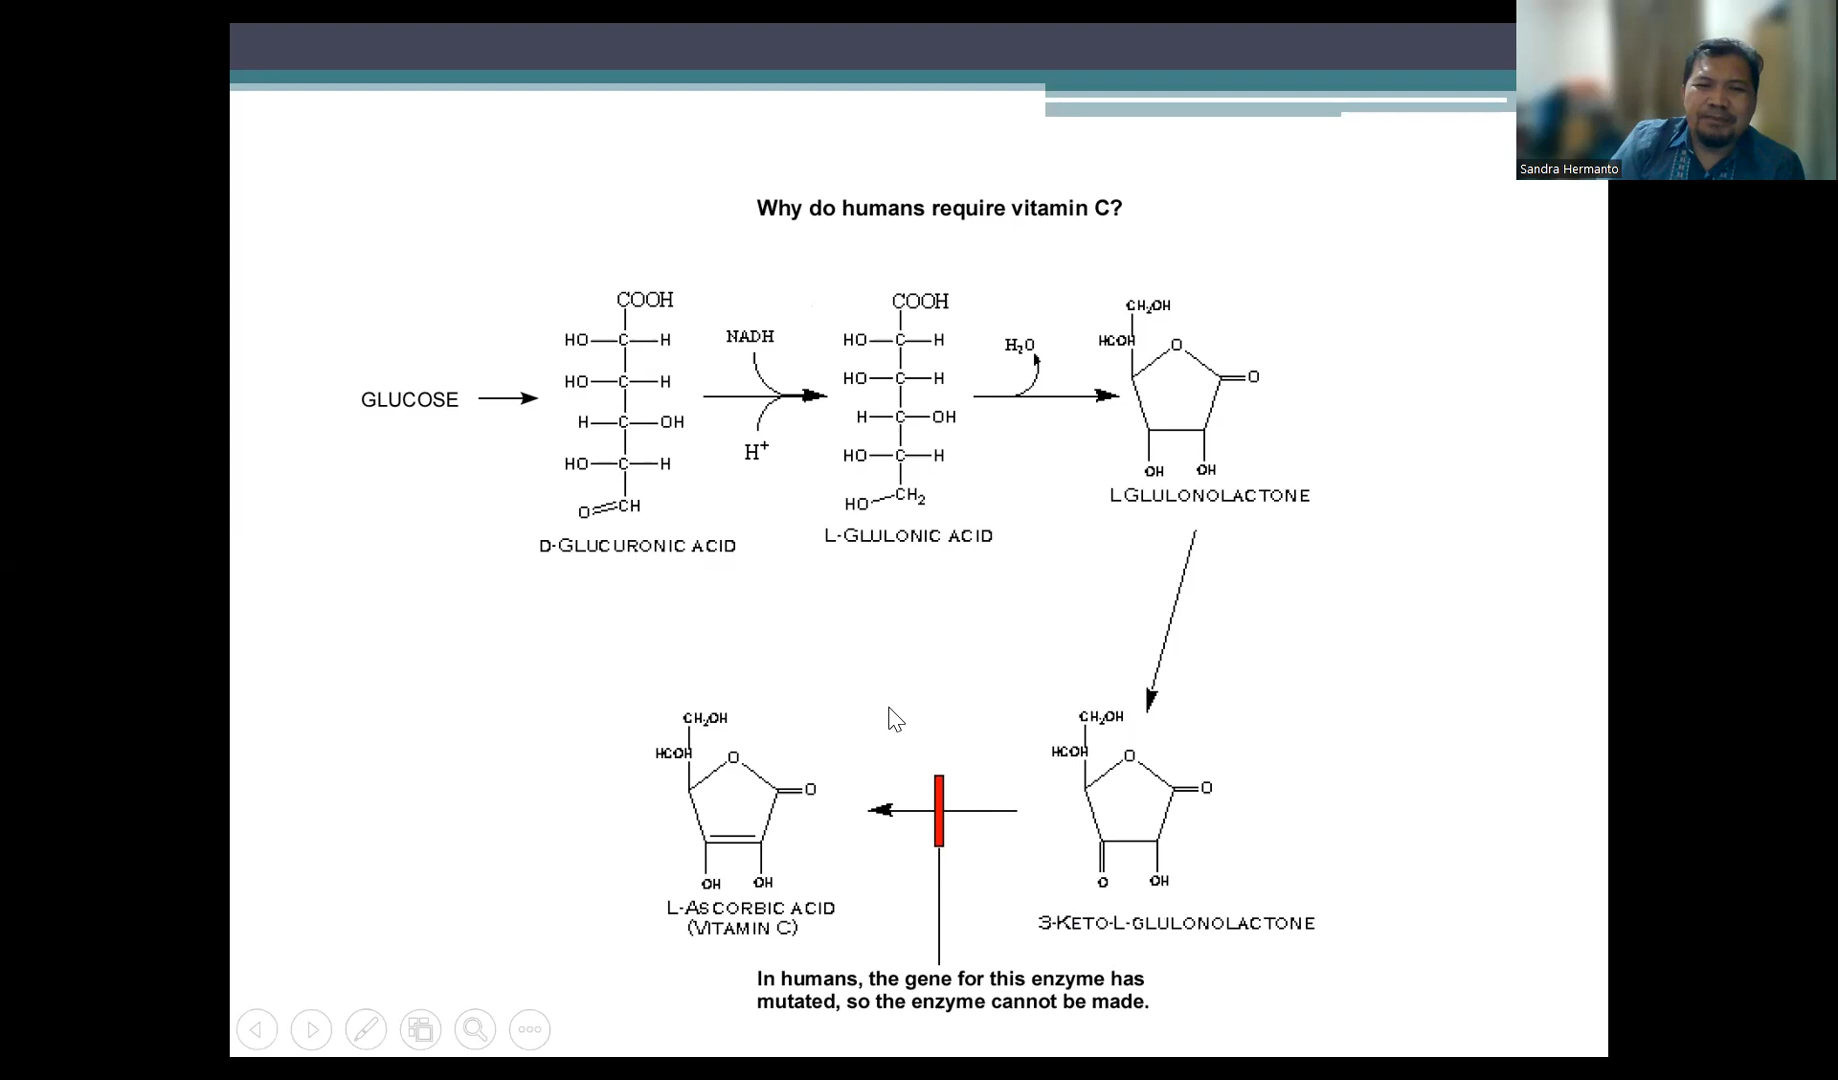 Sandra Hermanto
Why do humans require vitamin C?
GLUCOSE
COOH
HO—C—H
HO—C—H
H—C—OH
HO—C—H
O=CH
D-GLUCURONIC ACID
NADH
H+
COOH
HO—C—H
HO—C—H
H—C—OH
HO—C—H
HO—CH2
L-GLULONIC ACID
H2O
CH2OH
HCOH
O
O
OH OH
L GLULONOLACTONE
CH2OH
HCOH
O
O
OH OH
L-ASCORBIC ACID
(VITAMIN C)
CH2OH
HCOH
O
O
O OH
3-KETO-L-GLULONOLACTONE
In humans, the gene for this enzyme has
mutated, so the enzyme cannot be made.